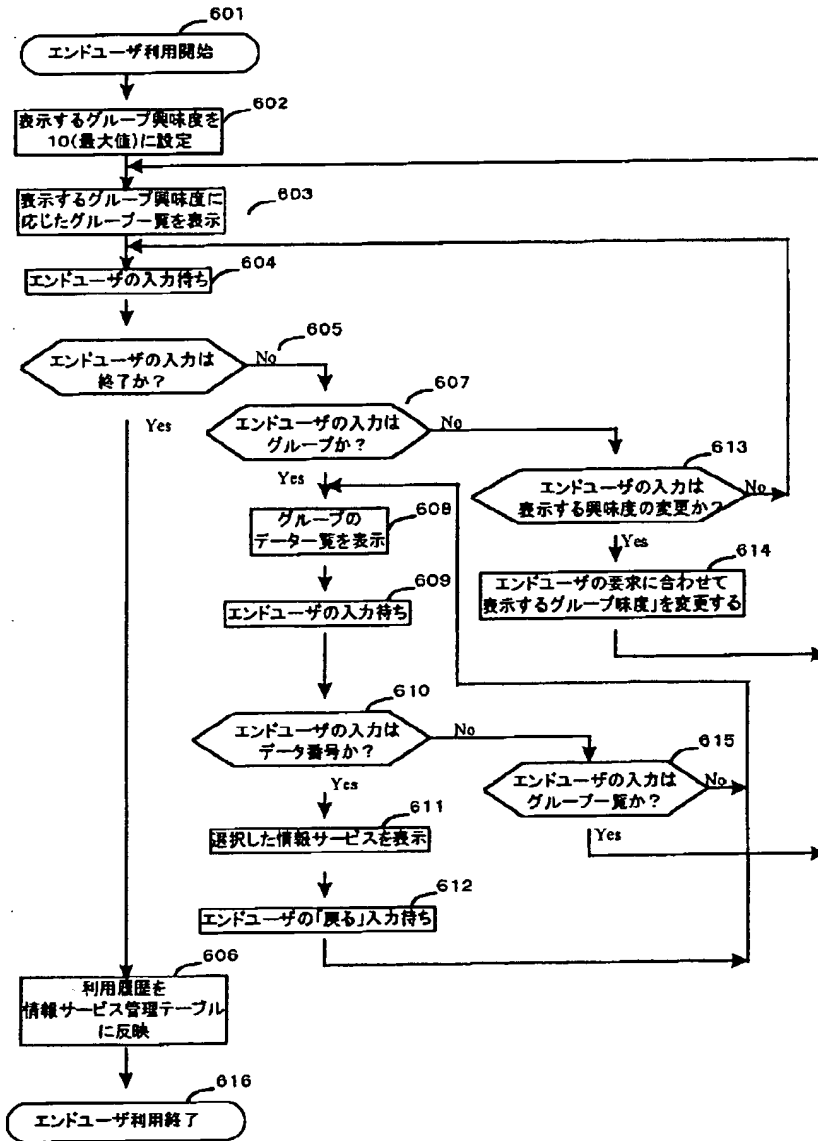 601
エンドユーザ利用開始
602
表示するグループ興味度を
10(最大値)に設定
表示するグループ興味度に
応じたグループ一覧を表示
603
604
エンドユーザの入力待ち
605
エンドユーザの入力は
終了か？
No
Yes
607
エンドユーザの入力は
グループか？
No
Yes
613
エンドユーザの入力は
表示する興味度の変更か？
No
Yes
608
グループの
データ一覧を表示
614
エンドユーザの要求に合わせて
表示するグループ味度」を変更する
609
エンドユーザの入力待ち
610
エンドユーザの入力は
データ番号か？
No
Yes
615
エンドユーザの入力は
グループ一覧か？
No
Yes
611
選択した情報サービスを表示
612
エンドユーザの「戻る」入力待ち
606
利用履歴を
情報サービス管理テーブル
に反映
616
エンドユーザ利用終了